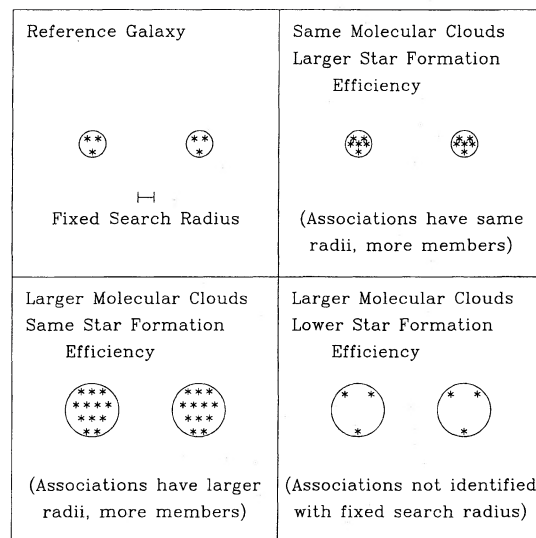 Reference Galaxy
Fixed Search Radius
Same Molecular Clouds
Larger Star Formation
Efficiency
(Associations have same
radii, more members)
Larger Molecular Clouds
Same Star Formation
Efficiency
(Associations have larger
radii, more members)
Larger Molecular Clouds
Lower Star Formation
Efficiency
(Associations not identified
with fixed search radius)